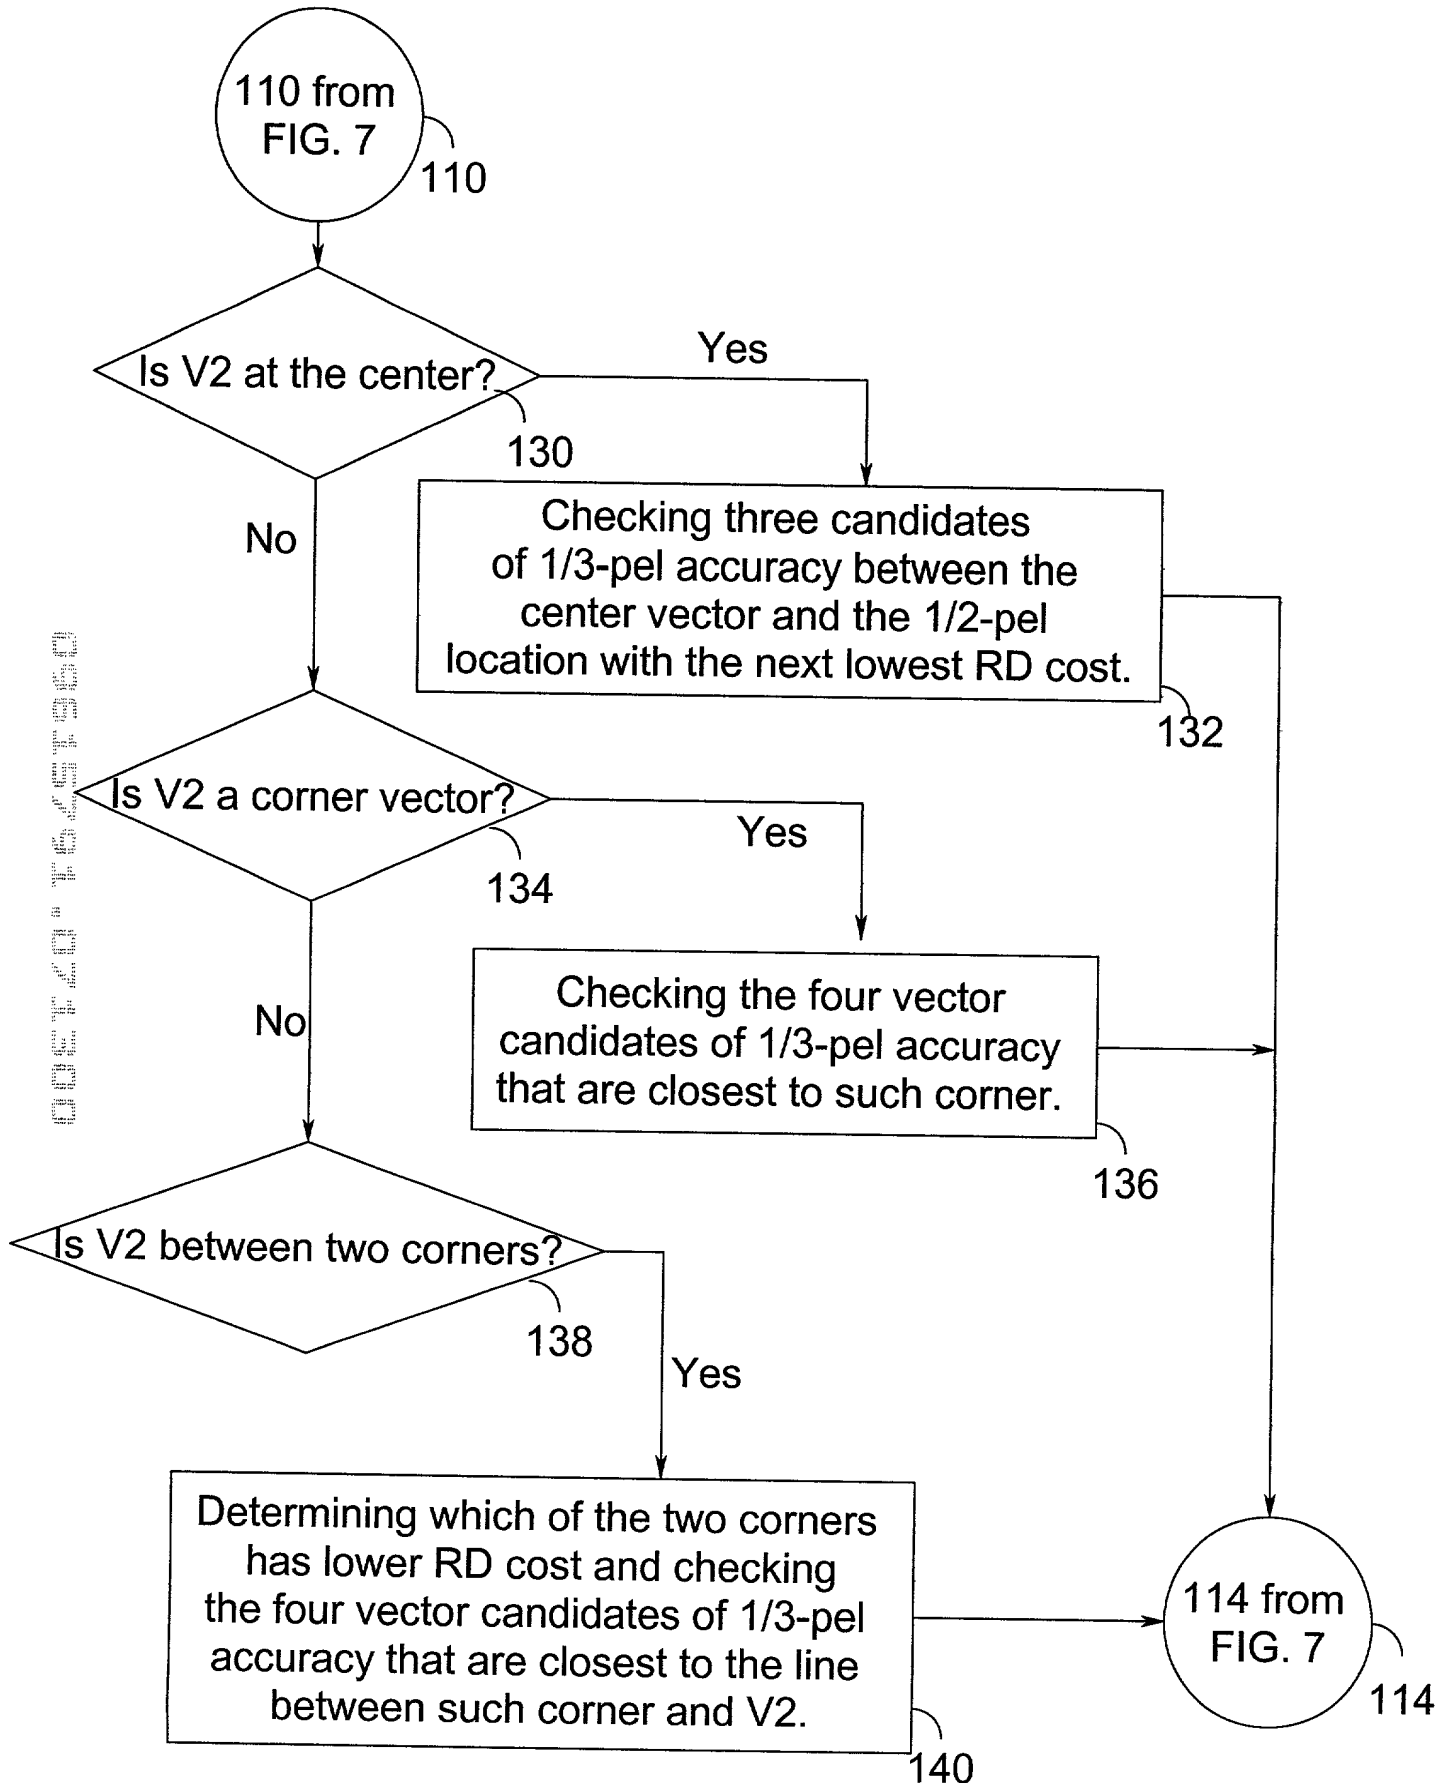 110 from
FIG. 7
110
Is V2 at the center?
Yes
130
No
Checking three candidates
of 1/3-pel accuracy between the
center vector and the 1/2-pel
location with the next lowest RD cost.
132
Is V2 a corner vector?
Yes
134
No
Checking the four vector
candidates of 1/3-pel accuracy
that are closest to such corner.
136
Is V2 between two corners?
138
Yes
Determining which of the two corners
has lower RD cost and checking
the four vector candidates of 1/3-pel
accuracy that are closest to the line
between such corner and V2.
140
114 from
FIG. 7
114